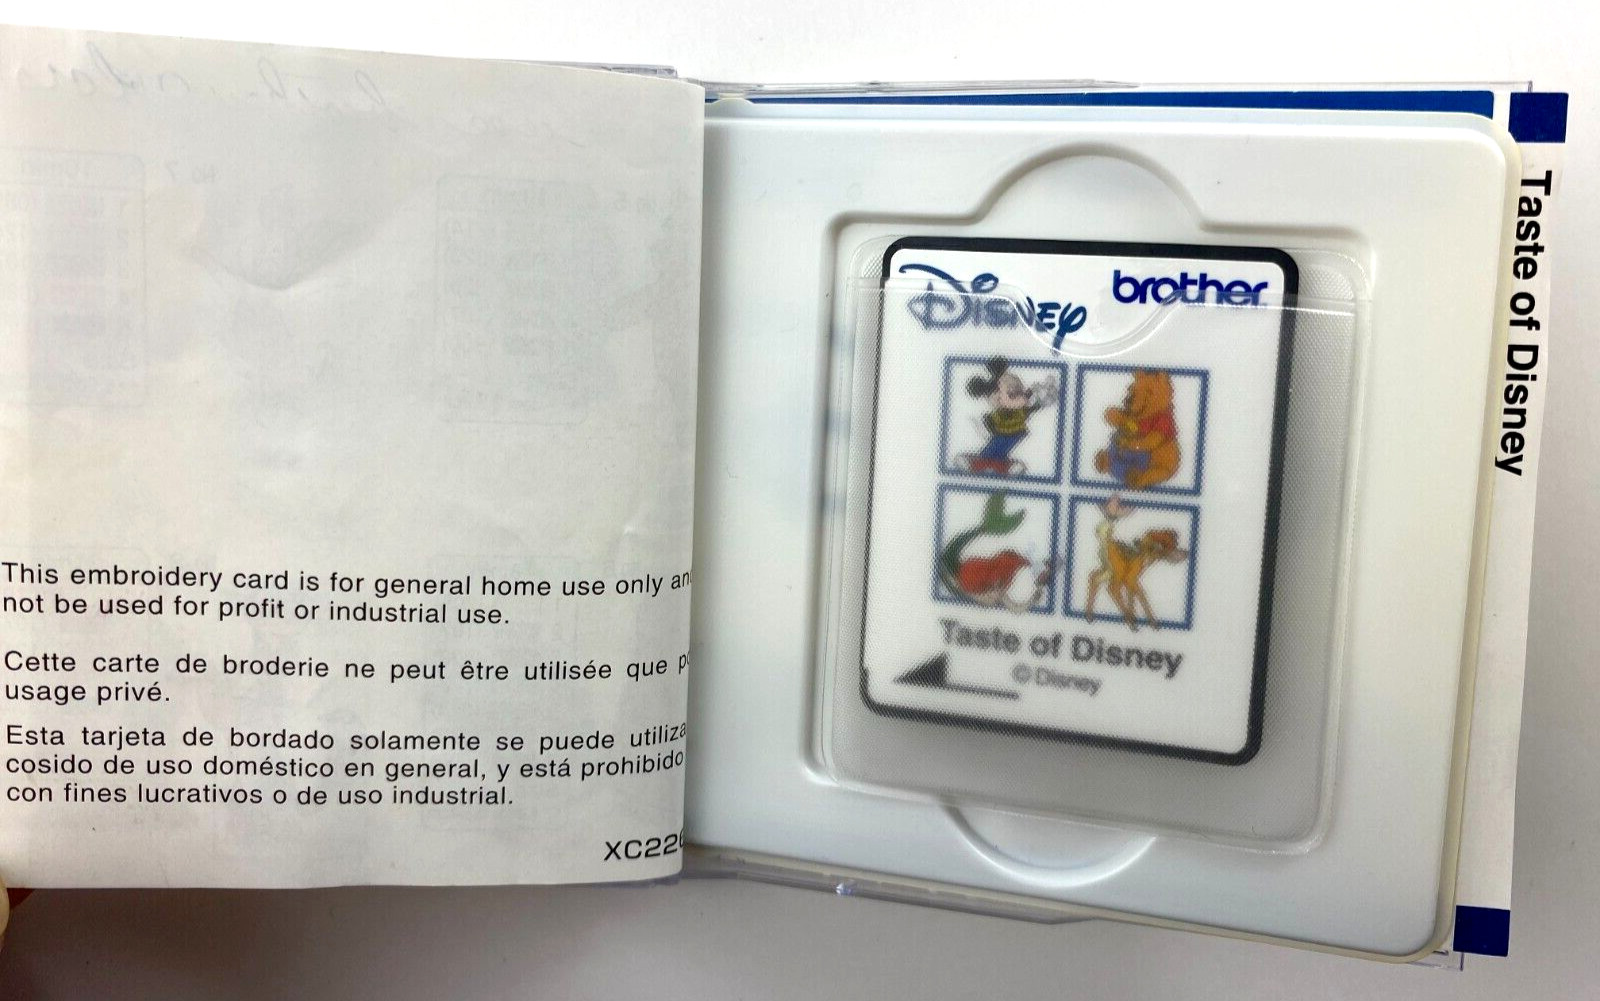 This embroidery card is for general home use only an
not be used for profit or industrial use.
Cette carte de broderie ne peut être utilisée que p
usage privé.
Esta tarjeta de bordado solamente se puede utiliza
cosido de uso doméstico en general, y está prohibido
con fines lucrativos o de uso industrial.
XC226
Disney
brother
Taste of Disney
© Disney
Taste of Disney